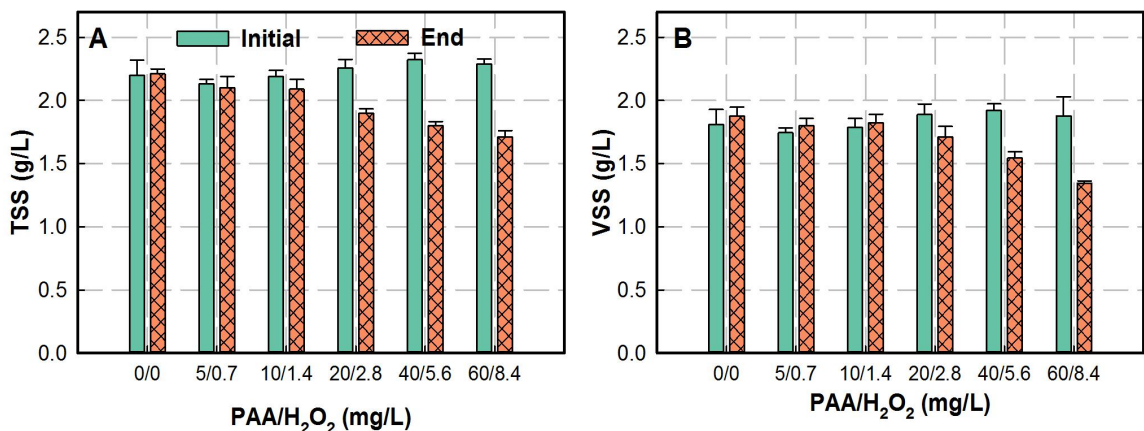 A
Initial
End
2.5
2.0
1.5
1.0
0.5
0.0
TSS (g/L)
0/0 5/0.7 10/1.4 20/2.8 40/5.6 60/8.4
PAA/H₂O₂ (mg/L)
B
2.5
2.0
1.5
1.0
0.5
0.0
VSS (g/L)
0/0 5/0.7 10/1.4 20/2.8 40/5.6 60/8.4
PAA/H₂O₂ (mg/L)